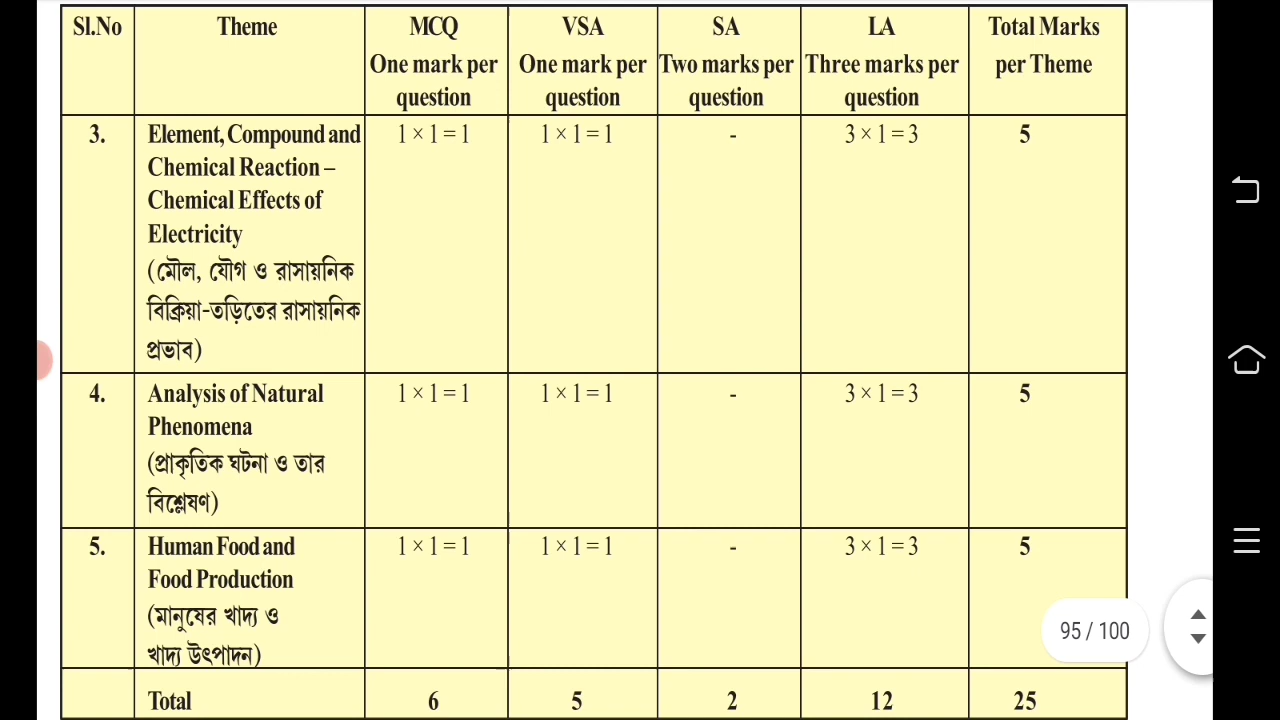 Sl.No Theme MCQ VSA SA LA Total Marks
One mark per One mark per Two marks per Three marks per per Theme
question question question question
3. Element, Compound and 1 × 1 = 1 1 × 1 = 1 - 3 × 1 = 3 5
Chemical Reaction –
Chemical Effects of
Electricity
(মৌল, যৌগ ও রাসায়নিক
বিক্রিয়া-তড়িতের রাসায়নিক
প্রভাব)
4. Analysis of Natural 1 × 1 = 1 1 × 1 = 1 - 3 × 1 = 3 5
Phenomena
(প্রাকৃতিক ঘটনা ও তার
বিশ্লেষণ)
5. Human Food and 1 × 1 = 1 1 × 1 = 1 - 3 × 1 = 3 5
Food Production
(মানুষের খাদ্য ও
খাদ্য উৎপাদন)
95 / 100
Total 6 5 2 12 25